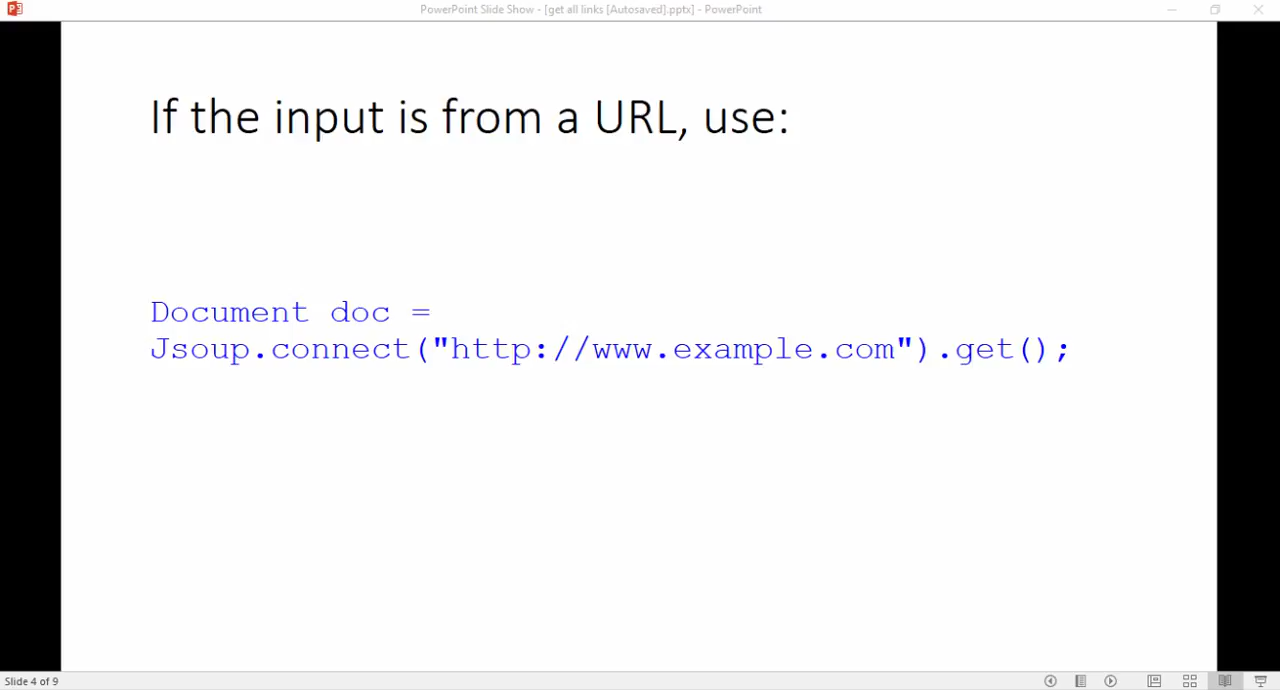 PowerPoint Slide Show - [get all links [Autosaved].pptx] - PowerPoint
If the input is from a URL, use:
Document doc =
Jsoup.connect("http://www.example.com").get();
Slide 4 of 9